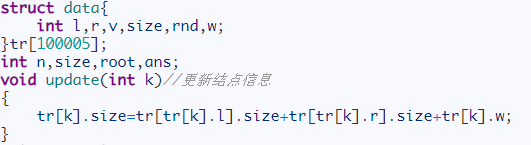 struct data{
    int l,r,v,size,rnd,w;
}tr[100005];
int n,size,root,ans;
void update(int k)//更新结点信息
{
    tr[k].size=tr[tr[k].l].size+tr[tr[k].r].size+tr[k].w;
}